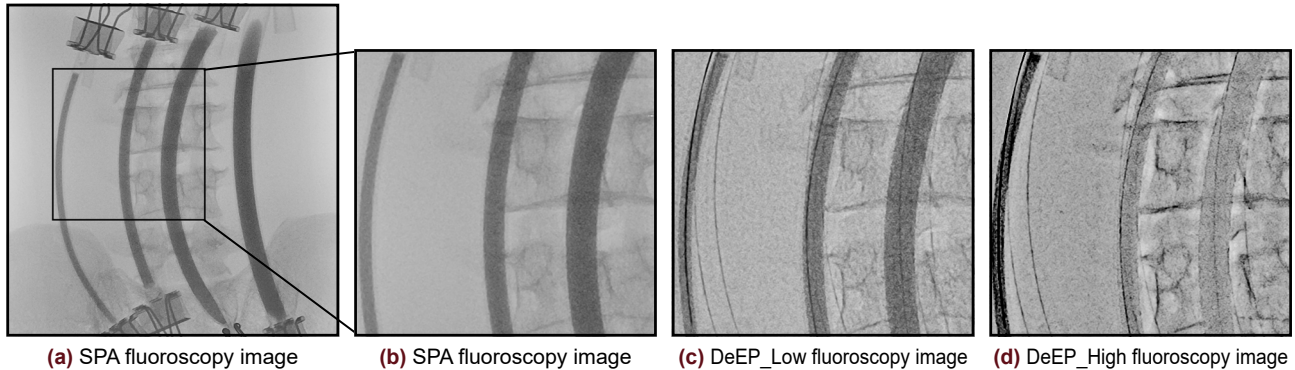 (a) SPA fluoroscopy image
(b) SPA fluoroscopy image
(c) DeEP_Low fluoroscopy image
(d) DeEP_High fluoroscopy image